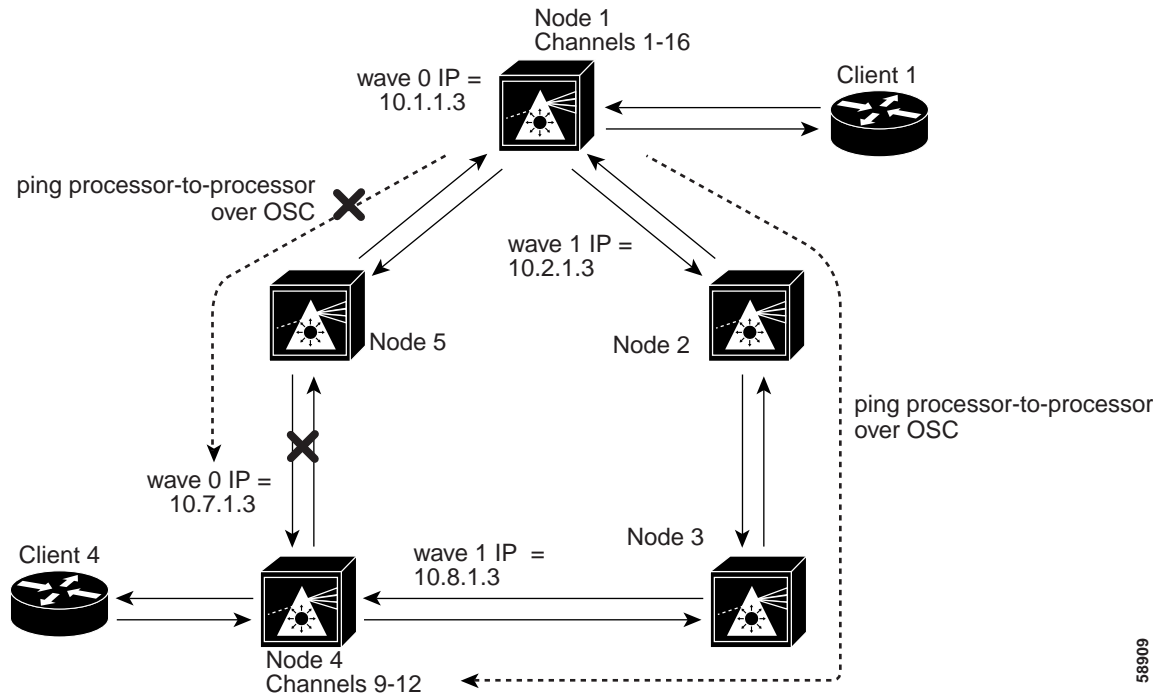 Node 1
Channels 1-16
wave 0 IP =
10.1.1.3
Client 1
ping processor-to-processor
over OSC
wave 1 IP =
10.2.1.3
Node 5
Node 2
ping processor-to-processor
over OSC
wave 0 IP =
10.7.1.3
Client 4
wave 1 IP =
10.8.1.3
Node 3
Node 4
Channels 9-12
58909